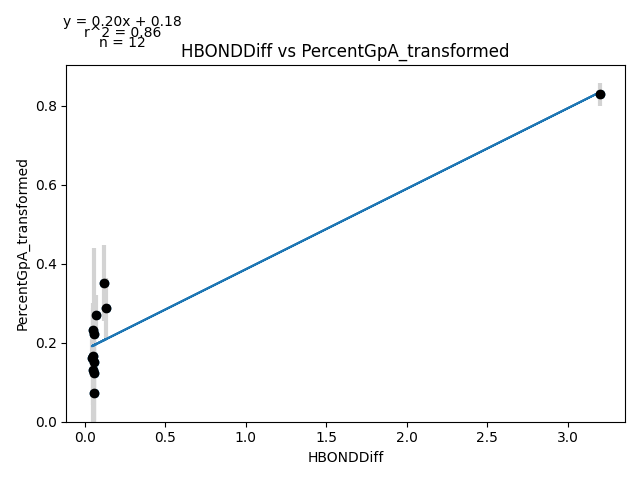 y = 0.20x + 0.18
r^2 = 0.86
n = 12
HBONDDiff vs PercentGpA_transformed
PercentGpA_transformed
0.8
0.6
0.4
0.2
0.0
0.0 0.5 1.0 1.5 2.0 2.5 3.0
HBONDDiff